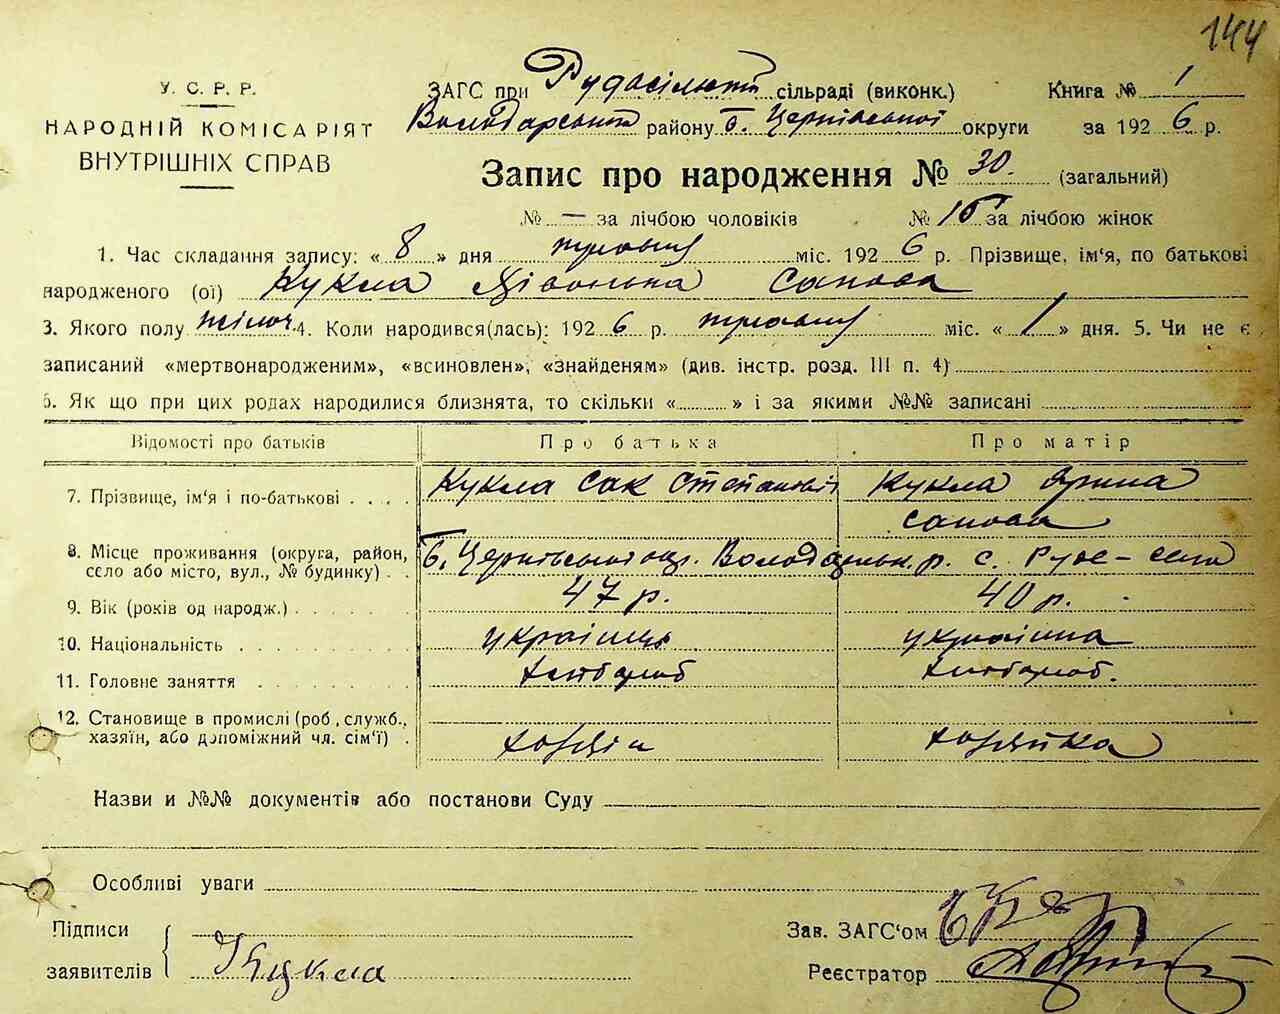 144
У. С. Р. Р.
НАРОДНІЙ КОМІСАРІЯТ
ВНУТРІШНІХ СПРАВ
ЗАГС при Рудосільскій сільраді (виконк.) Книга № 1
Володарського району Б. Церківської округи за 1926 р.
Запис про народження № 30. (загальний)
№ — за лічбою чоловіків № 15 за лічбою жінок
1. Час складання запису: « 8 » дня травня міс. 1926 р. Прізвище, ім'я, по батькові
народженого (ої) Кукла Сакова
3. Якого полу жіноч. 4. Коли народився(лась): 1926 р. травня міс. « 1 » дня. 5. Чи не є
записаний «мертвонародженим», «всиновлен», «знайденям» (див. інстр. розд. III п. 4)
6. Як що при цих родах народилися близнята, то скільки « » і за якими №№ записані
Відомості про батьків Про батька Про матір
7. Прізвище, ім'я і по-батькові . . . . Кукла Сак Степанович Кукла Ярина
8. Місце проживання (округа, район, село або місто, вул., № будинку) . . Б. Церківської окр. Володарськ. р. с. Руде-село
9. Вік (років од народж.) . . . . . . 47 р. 40 р.
10. Національність . . . . . . . українець українка
11. Головне заняття . . . . . . . хлібороб хлібороб.
12. Становище в промислі (роб., служб., хазяїн, або допоміжний чл. сім'ї) . хазяїн хазяйка
Назви и №№ документів або постанови Суду
Особливі уваги
Підписи
заявителів
Кукла
Зав. ЗАГС'ом
Реєстратор